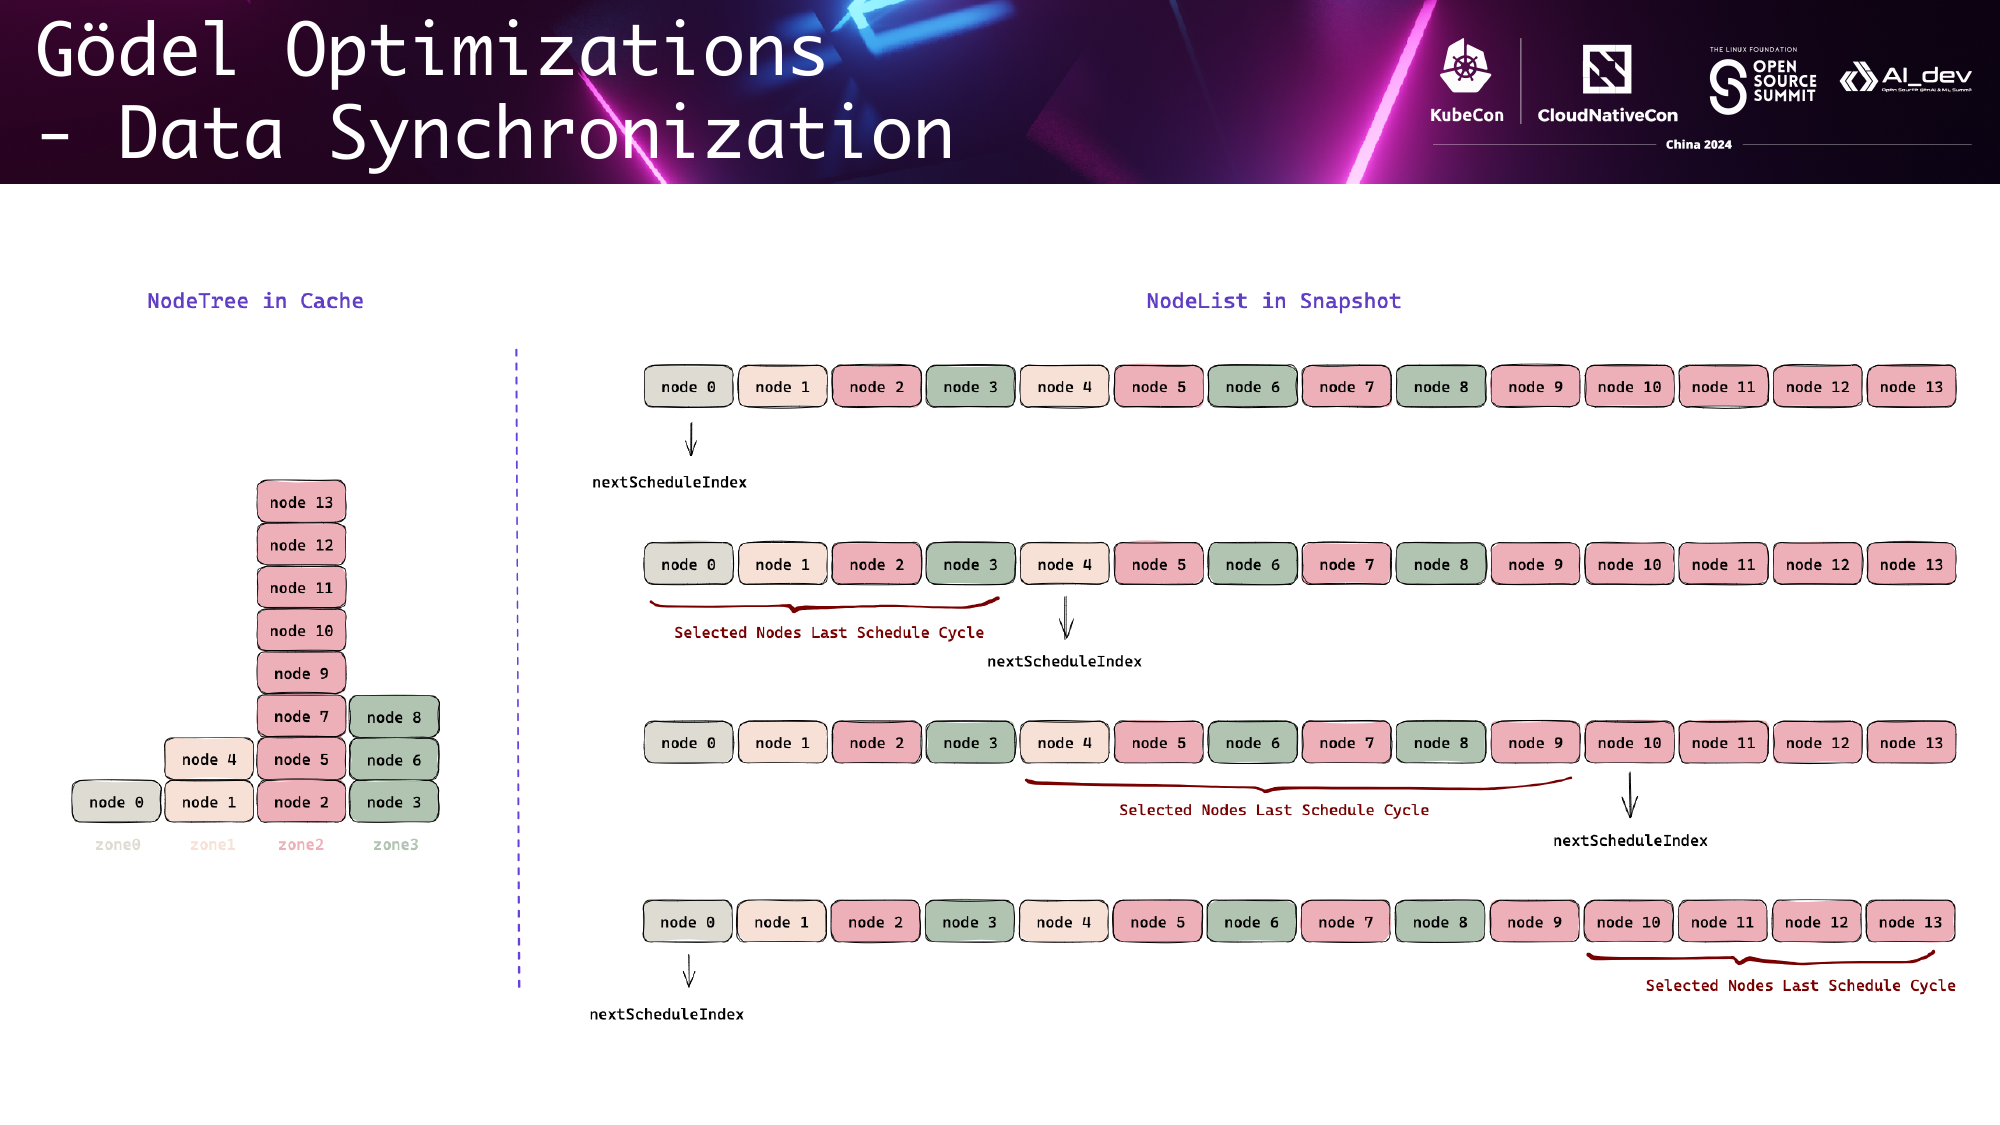 Gödel Optimizations
- Data Synchronization
KubeCon
CloudNativeCon
THE LINUX FOUNDATION
OPEN
SOURCE
SUMMIT
AI_dev
Open Source GenAI & ML Summit
China 2024
NodeTree in Cache
node 13
node 12
node 11
node 10
node 9
node 7 node 8
node 4 node 5 node 6
node 0 node 1 node 2 node 3
zone0 zone1 zone2 zone3
NodeList in Snapshot
node 0 node 1 node 2 node 3 node 4 node 5 node 6 node 7 node 8 node 9 node 10 node 11 node 12 node 13
nextScheduleIndex
node 0 node 1 node 2 node 3 node 4 node 5 node 6 node 7 node 8 node 9 node 10 node 11 node 12 node 13
Selected Nodes Last Schedule Cycle
nextScheduleIndex
node 0 node 1 node 2 node 3 node 4 node 5 node 6 node 7 node 8 node 9 node 10 node 11 node 12 node 13
Selected Nodes Last Schedule Cycle
nextScheduleIndex
node 0 node 1 node 2 node 3 node 4 node 5 node 6 node 7 node 8 node 9 node 10 node 11 node 12 node 13
Selected Nodes Last Schedule Cycle
nextScheduleIndex